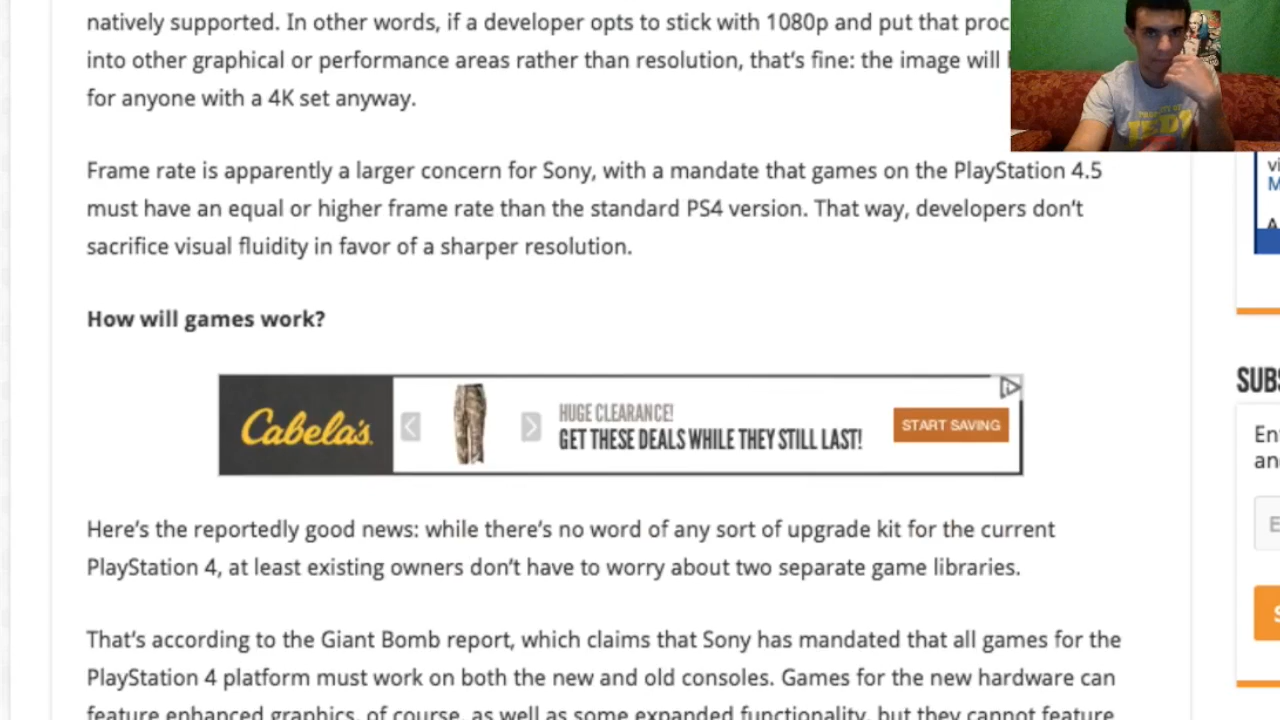 natively supported. In other words, if a developer opts to stick with 1080p and put that proc
into other graphical or performance areas rather than resolution, that's fine: the image will
for anyone with a 4K set anyway.
Frame rate is apparently a larger concern for Sony, with a mandate that games on the PlayStation 4.5
must have an equal or higher frame rate than the standard PS4 version. That way, developers don't
sacrifice visual fluidity in favor of a sharper resolution.
How will games work?
Cabela's
HUGE CLEARANCE!
GET THESE DEALS WHILE THEY STILL LAST!
START SAVING
Here's the reportedly good news: while there's no word of any sort of upgrade kit for the current
PlayStation 4, at least existing owners don't have to worry about two separate game libraries.
That's according to the Giant Bomb report, which claims that Sony has mandated that all games for the
PlayStation 4 platform must work on both the new and old consoles. Games for the new hardware can
feature enhanced graphics, of course, as well as some expanded functionality, but they cannot feature
JEDI
vi
M
A
SUBS
En
an
E
S